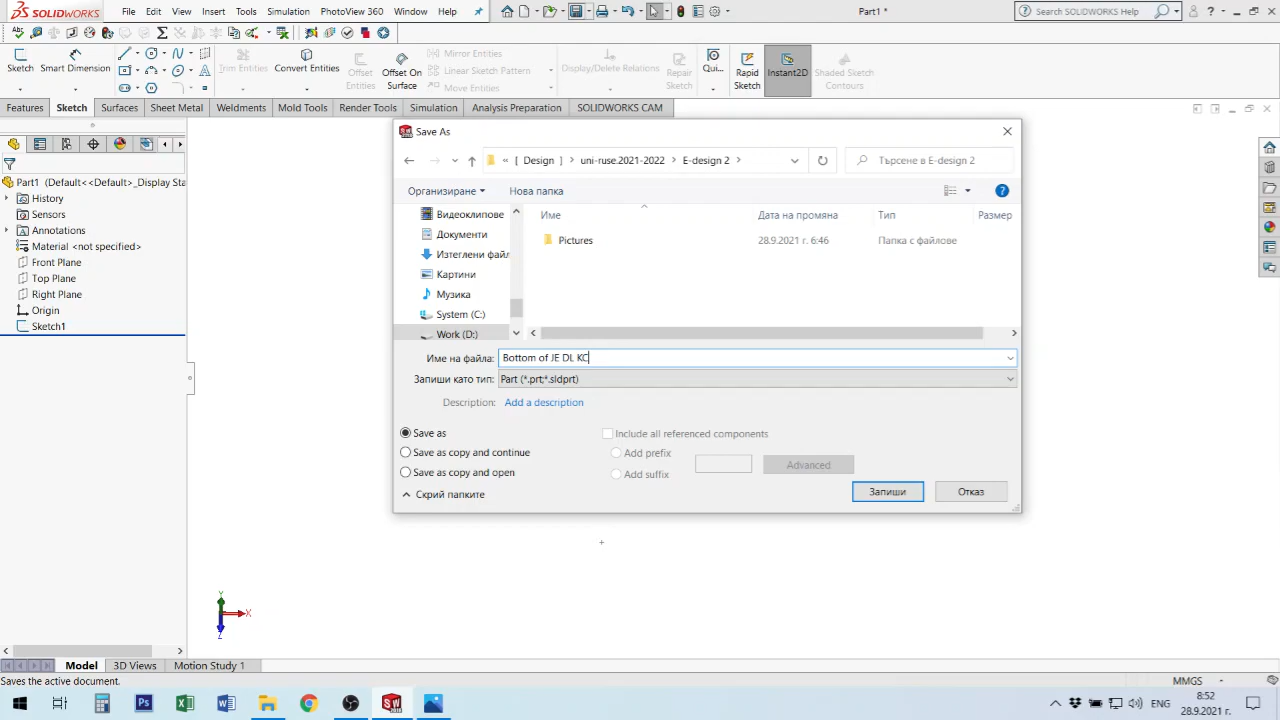 SOLIDWORKS File Edit View Insert Tools Simulation PhotoView 360 Window Help Part1 * Search SOLIDWORKS Help
Sketch Smart Dimension Trim Entities Convert Entities Offset Entities Offset On Surface Mirror Entities Linear Sketch Pattern Move Entities Display/Delete Relations Repair Sketch Qui... Rapid Sketch Instant2D Shaded Sketch Contours
Features Sketch Surfaces Sheet Metal Weldments Mold Tools Render Tools Simulation Analysis Preparation SOLIDWORKS CAM
Part1 (Default<<Default>_Display Sta
History
Sensors
Annotations
Material <not specified>
Front Plane
Top Plane
Right Plane
Origin
Sketch1
Save As
« [ Design ] > uni-ruse.2021-2022 > E-design 2 > Търсене в E-design 2
Организиране Нова папка
Видеоклипове
Документи
Изтеглени файл
Картини
Музика
System (C:)
Work (D:)
Име Дата на промяна Тип Размер
Pictures 28.9.2021 г. 6:46 Папка с файлове
Име на файла: Bottom of JE DL KC
Запиши като тип: Part (*.prt;*.sldprt)
Description: Add a description
Save as
Save as copy and continue
Save as copy and open
Include all referenced components
Add prefix
Add suffix
Advanced
Скрий папките
Запиши Отказ
Y
X
Z
Model 3D Views Motion Study 1
Saves the active document. MMGS
ENG 8:52
28.9.2021 г.